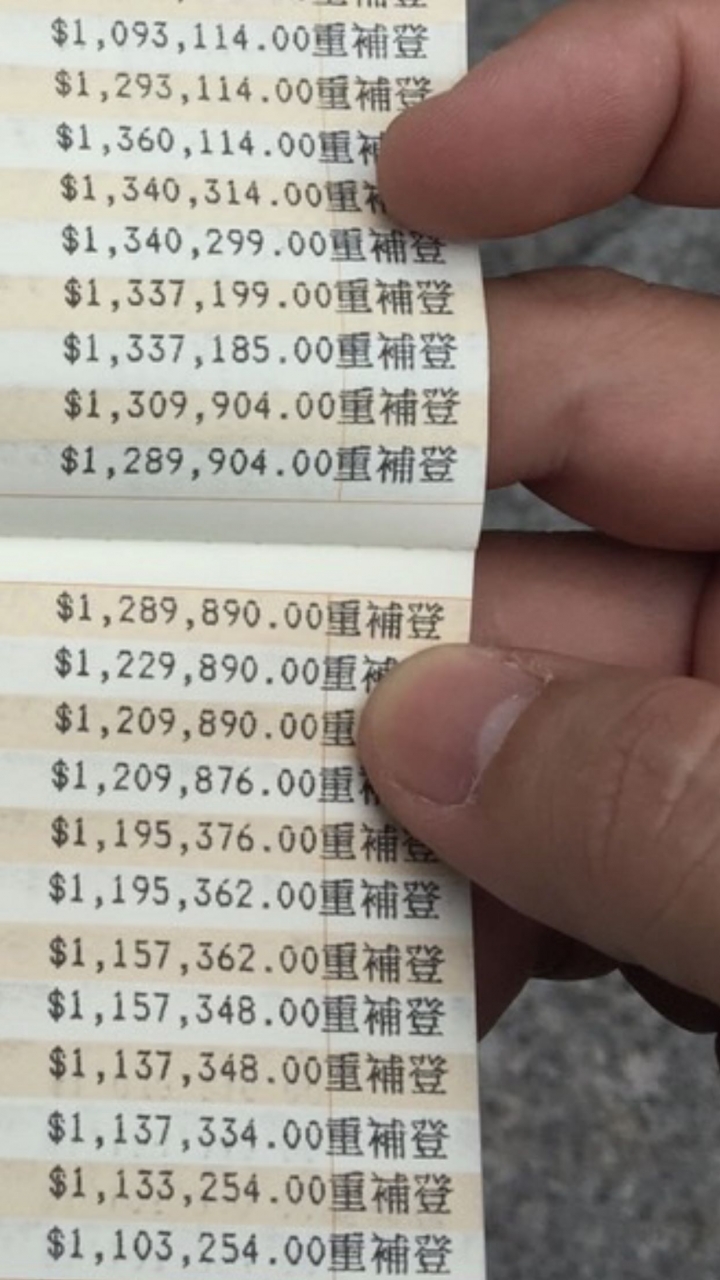 $1,093,114.00重補登
$1,293,114.00重補登
$1,360,114.00重補
$1,340,314.00重
$1,340,299.00重補登
$1,337,199.00重補登
$1,337,185.00重補登
$1,309,904.00重補登
$1,289,904.00重補登
$1,289,890.00重補登
$1,229,890.00重補
$1,209,890.00重
$1,209,876.00重
$1,195,376.00重補登
$1,195,362.00重補登
$1,157,362.00重補登
$1,157,348.00重補登
$1,137,348.00重補登
$1,137,334.00重補登
$1,133,254.00重補登
$1,103,254.00重補登